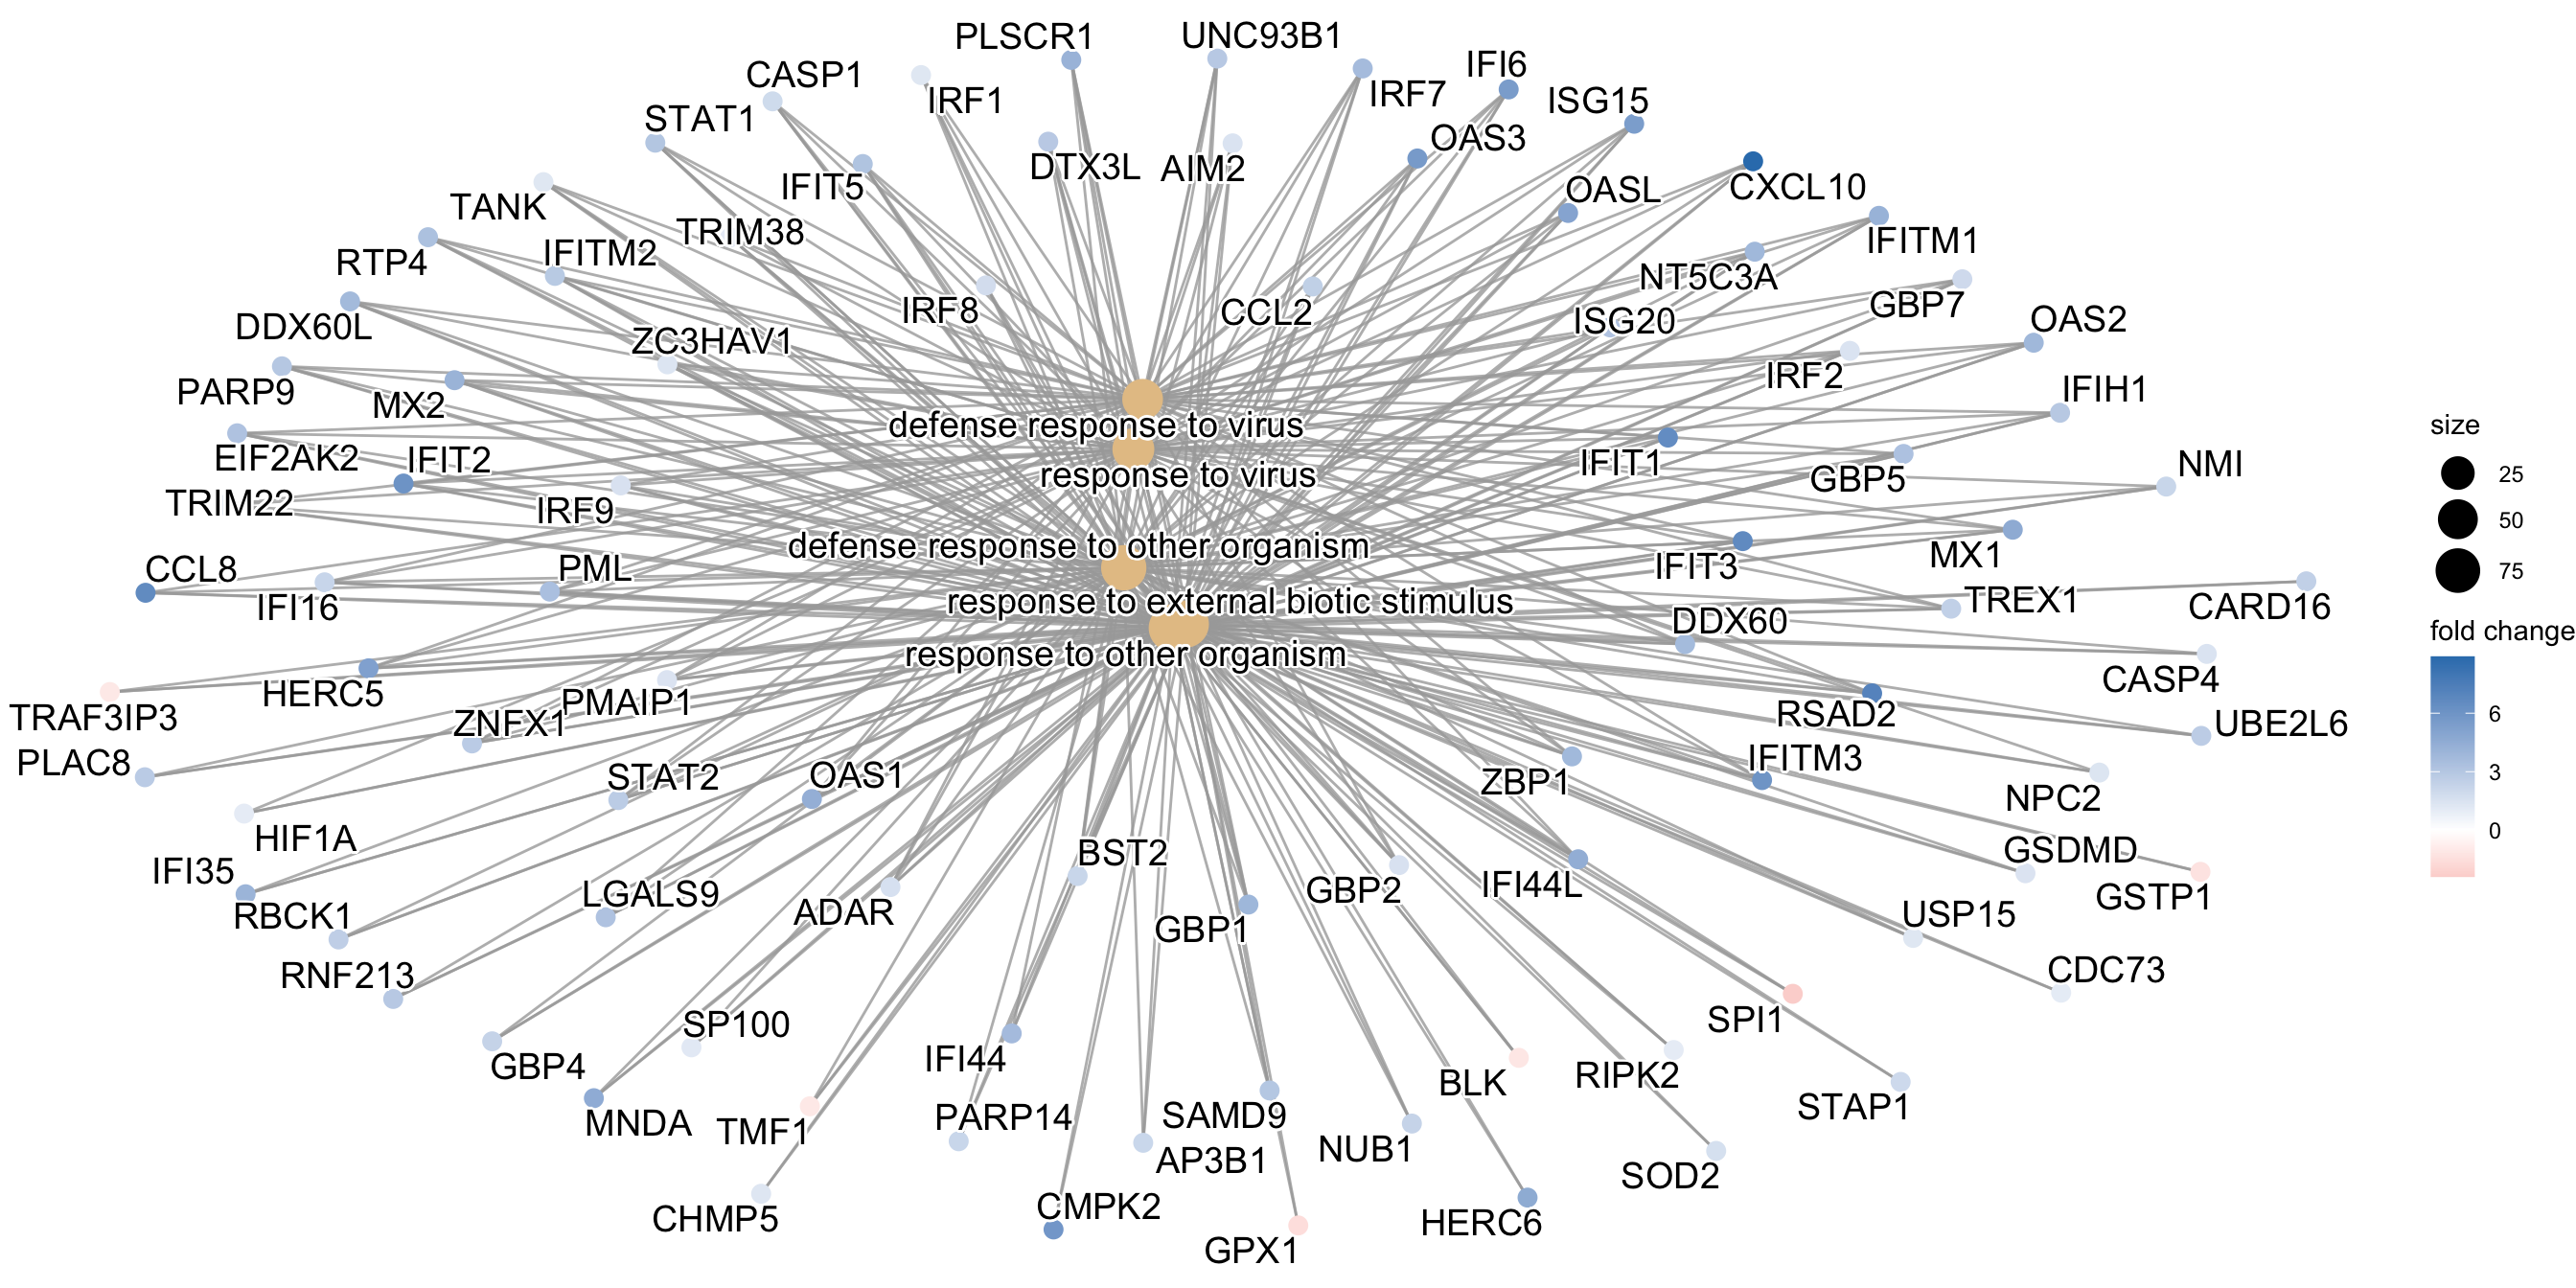 PLSCR1
UNC93B1
CASP1
IRF1
IRF7
IFI6
ISG15
STAT1
OAS3
IFIT5
DTX3L
AIM2
CXCL10
OASL
TANK
TRIM38
IFITM1
RTP4
IFITM2
NT5C3A
GBP7
IRF8
CCL2
ISG20
OAS2
DDX60L
ZC3HAV1
IRF2
IFIH1
PARP9
MX2
defense response to virus
size
EIF2AK2
IFIT2
IFIT1
GBP5
NMI
response to virus
25
TRIM22
IRF9
50
defense response to other organism
IFIT3
MX1
CCL8
PML
75
IFI16
response to external biotic stimulus
TREX1
CARD16
DDX60
fold change
response to other organism
CASP4
HERC5
PMAIP1
TRAF3IP3
ZNFX1
RSAD2
6
UBE2L6
PLAC8
STAT2
OAS1
ZBP1
IFITM3
3
NPC2
HIF1A
0
IFI35
BST2
GSDMD
RBCK1
LGALS9
ADAR
GBP2
IFI44L
GSTP1
GBP1
USP15
RNF213
CDC73
SP100
SPI1
GBP4
IFI44
BLK
RIPK2
MNDA
TMF1
PARP14
SAMD9
STAP1
AP3B1
NUB1
SOD2
CHMP5
CMPK2
HERC6
GPX1